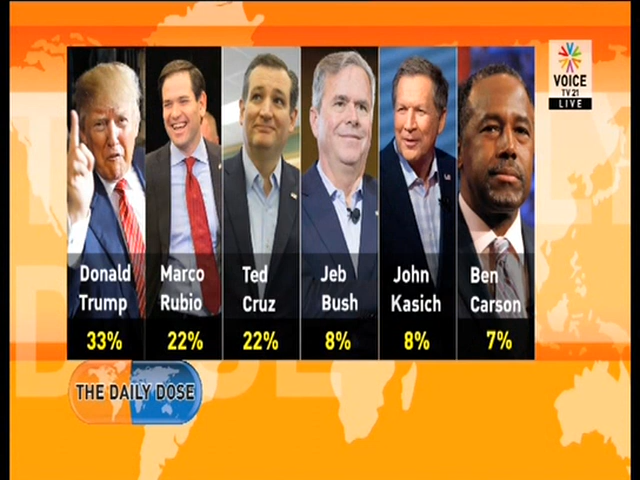 VOICE
TV 21
LIVE
Donald Trump
33%
Marco Rubio
22%
Ted Cruz
22%
Jeb Bush
8%
John Kasich
8%
Ben Carson
7%
THE DAILY DOSE